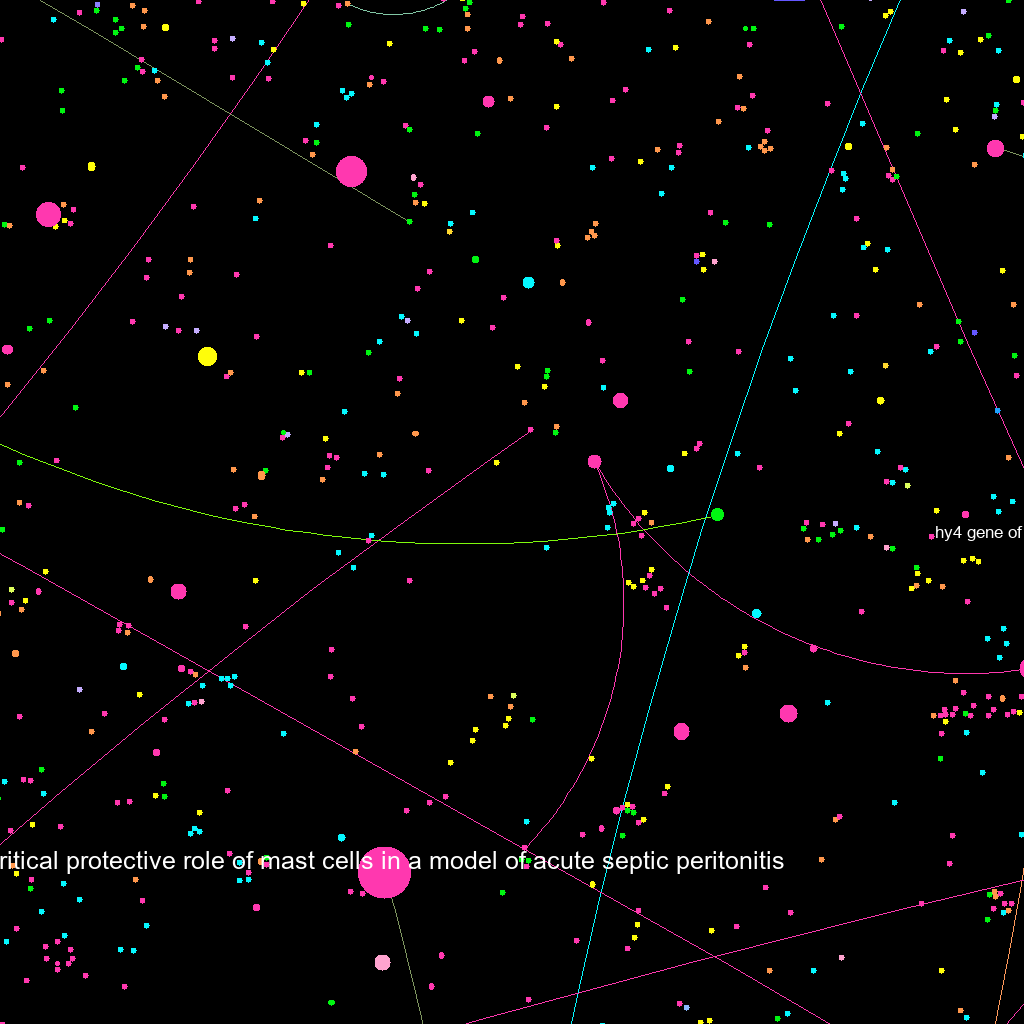 hy4 gene of
ritical protective role of mast cells in a model of acute septic peritonitis